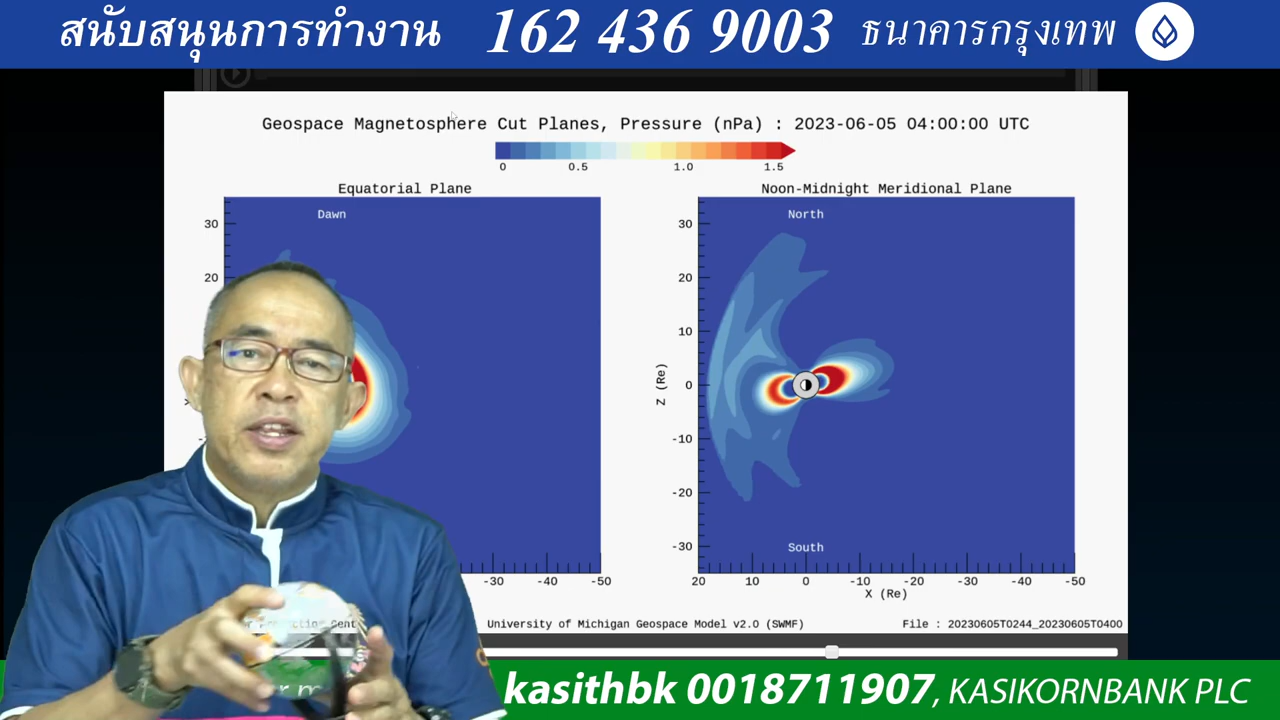 สนับสนุนการทำงาน 162 436 9003 ธนาคารกรุงเทพ
Geospace Magnetosphere Cut Planes, Pressure (nPa) : 2023-06-05 04:00:00 UTC
0 0.5 1.0 1.5
Equatorial Plane Noon-Midnight Meridional Plane
Dawn North
30 30
20 20
10
0
Z (Re)
-10
-20
-30
South
-30 -40 -50 20 10 0 -10 -20 -30 -40 -50
X (Re)
University of Michigan Geospace Model v2.0 (SWMF) File : 20230605T0244_20230605T0400
kasithbk 0018711907, KASIKORNBANK PLC